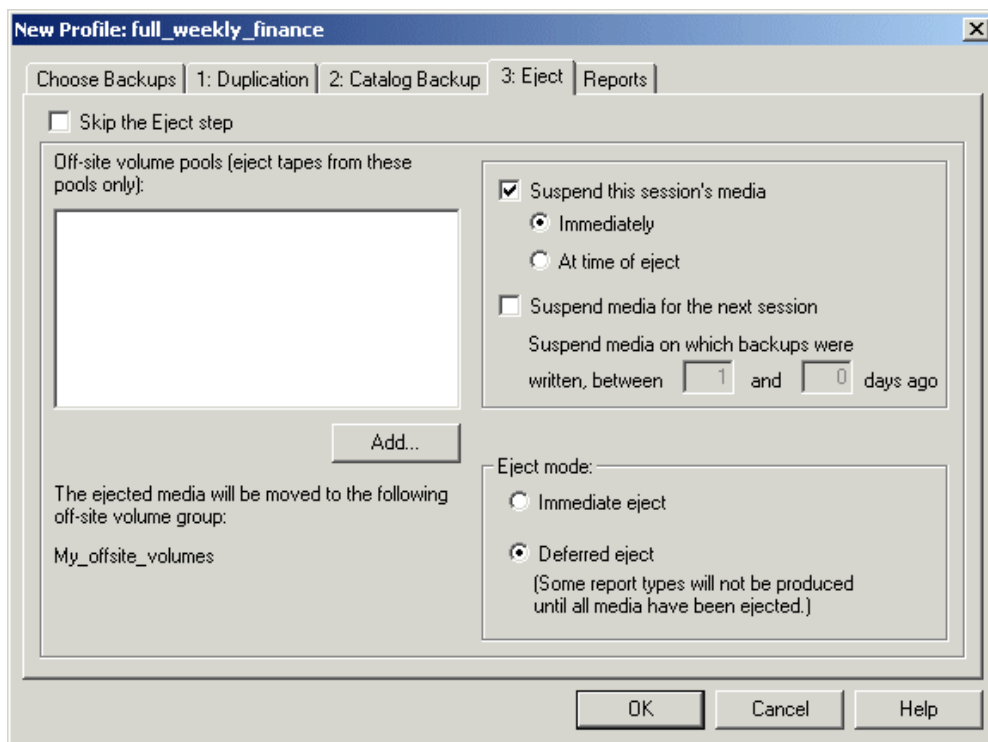 New Profile: full_weekly_finance
Choose Backups
1: Duplication
2: Catalog Backup
3: Eject
Reports
Skip the Eject step
Off-site volume pools (eject tapes from these
pools only):
Add...
The ejected media will be moved to the following
off-site volume group:
My_offsite_volumes
Suspend this session's media
Immediately
At time of eject
Suspend media for the next session
Suspend media on which backups were
written, between 1 and 0 days ago
Eject mode:
Immediate eject
Deferred eject
(Some report types will not be produced
until all media have been ejected.)
OK
Cancel
Help